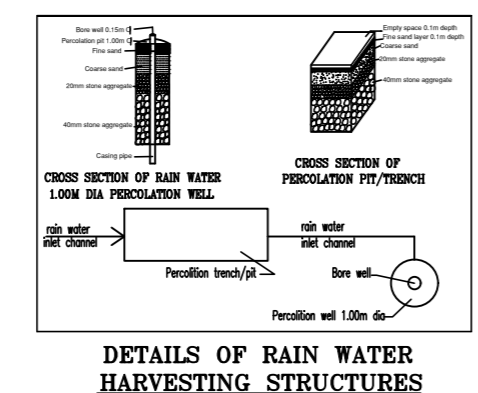 Bore well 0.15m
Percolation pit 1.00m
Fine sand
Coarse sand
20mm stone aggregate
40mm stone aggregate
Casing pipe
CROSS SECTION OF RAIN WATER
1.00M DIA PERCOLATION WELL
Empty space 0.1m depth
Fine sand layer 0.1m depth
Coarse sand
20mm stone aggregate
40mm stone aggregate
CROSS SECTION OF
PERCOLATION PIT/TRENCH
rain water
inlet channel
Percolition trench/pit
rain water
inlet channel
Bore well
Percolition well 1.00m dia
DETAILS OF RAIN WATER
HARVESTING STRUCTURES